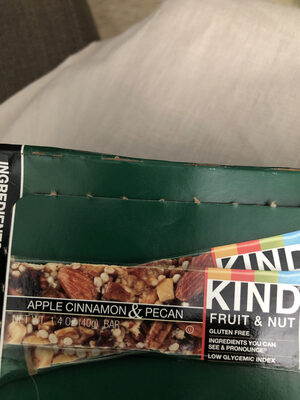 INGREDIENT
KIND
APPLE CINNAMON & PECAN
NET WT. 1.4 OZ (40g) BAR
KIND
FRUIT & NUT
GLUTEN FREE
INGREDIENTS YOU CAN
SEE & PRONOUNCE®
LOW GLYCEMIC INDEX